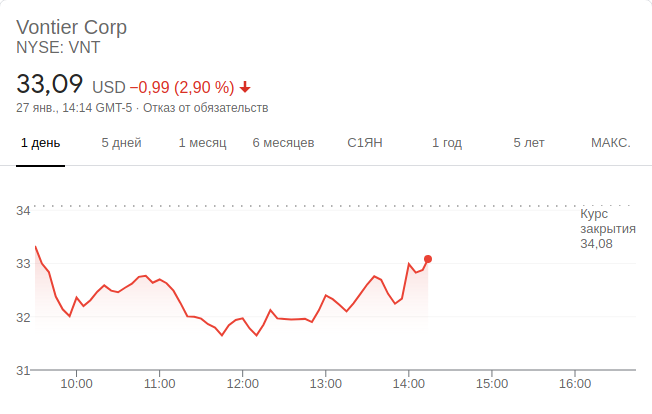 Vontier Corp
NYSE: VNT
33,09 USD −0,99 (2,90 %)
27 янв., 14:14 GMT-5 · Отказ от обязательств
1 день 5 дней 1 месяц 6 месяцев С1ЯН 1 год 5 лет МАКС.
34
Курс
закрытия
34,08
33
32
31
10:00 11:00 12:00 13:00 14:00 15:00 16:00